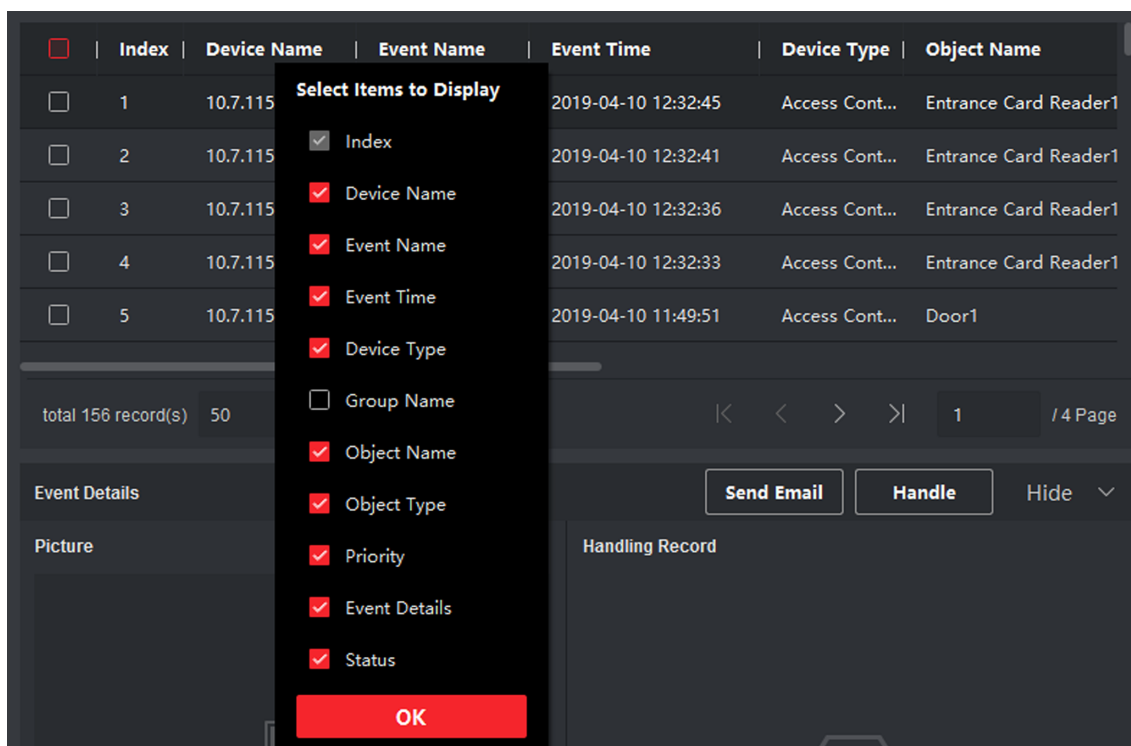 Index Device Name Event Name Event Time Device Type Object Name
Select Items to Display
1 10.7.115 2019-04-10 12:32:45 Access Cont... Entrance Card Reader1
Index
2 10.7.115 2019-04-10 12:32:41 Access Cont... Entrance Card Reader1
Device Name
3 10.7.115 2019-04-10 12:32:36 Access Cont... Entrance Card Reader1
Event Name
4 10.7.115 2019-04-10 12:32:33 Access Cont... Entrance Card Reader1
Event Time
5 10.7.115 2019-04-10 11:49:51 Access Cont... Door1
Device Type
Group Name
total 156 record(s) 50 1 / 4 Page
Object Name
Event Details Send Email Handle Hide
Object Type
Picture Handling Record
Priority
Event Details
Status
OK